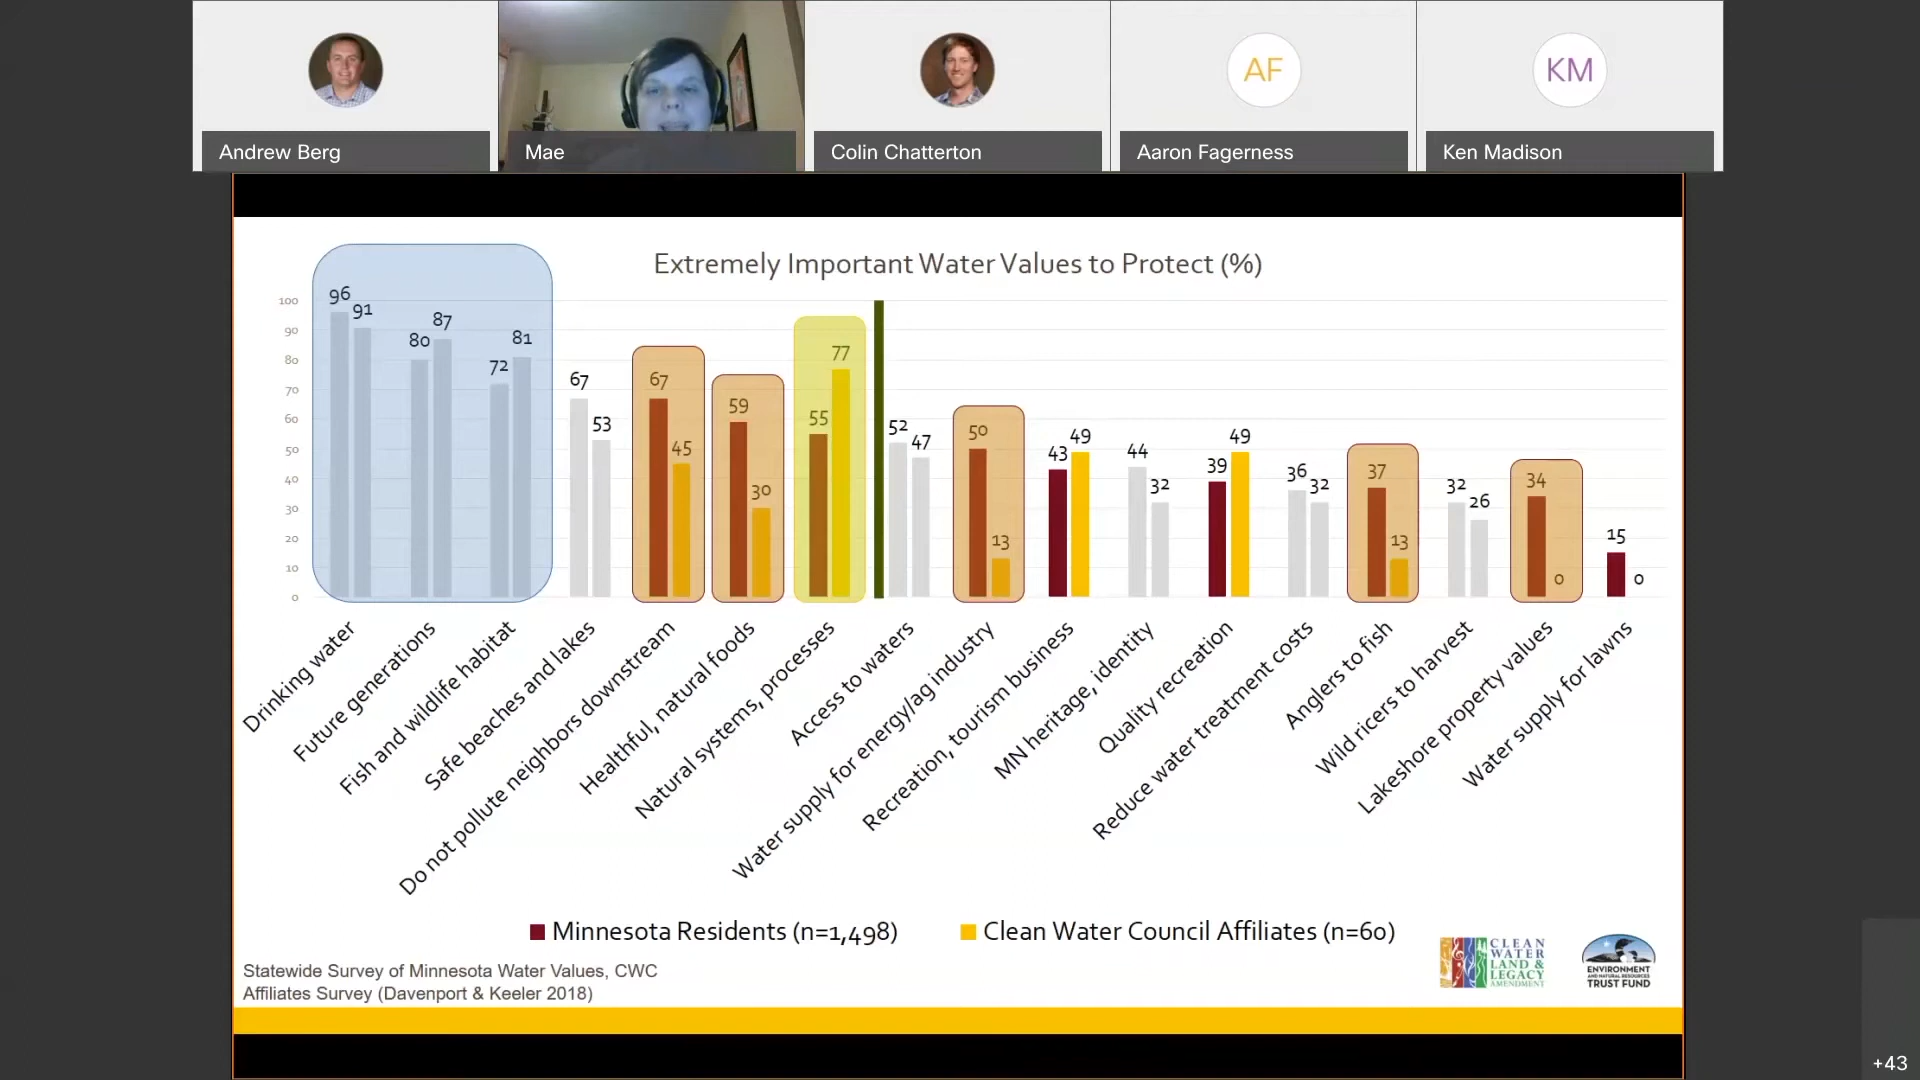 AF
KM
Andrew Berg
Mae
Colin Chatterton
Aaron Fagerness
Ken Madison
Extremely Important Water Values to Protect (%)
100
90
80
70
60
50
40
30
20
10
0
96
91
80
87
72
81
67
53
67
45
59
30
55
77
52
47
50
13
43
49
44
32
39
49
36
32
37
13
32
26
34
0
15
0
Drinking water
Future generations
Fish and wildlife habitat
Safe beaches and lakes
Do not pollute neighbors downstream
Healthful, natural foods
Natural systems, processes
Access to waters
Water supply for energy/ag industry
Recreation, tourism business
MN heritage, identity
Quality recreation
Reduce water treatment costs
Anglers to fish
Wild ricers to harvest
Lakeshore property values
Water supply for lawns
Minnesota Residents (n=1,498)
Clean Water Council Affiliates (n=60)
Statewide Survey of Minnesota Water Values, CWC
Affiliates Survey (Davenport & Keeler 2018)
CLEAN
WATER
LAND &
LEGACY
AMENDMENT
ENVIRONMENT
AND NATURAL RESOURCES
TRUST FUND
+43